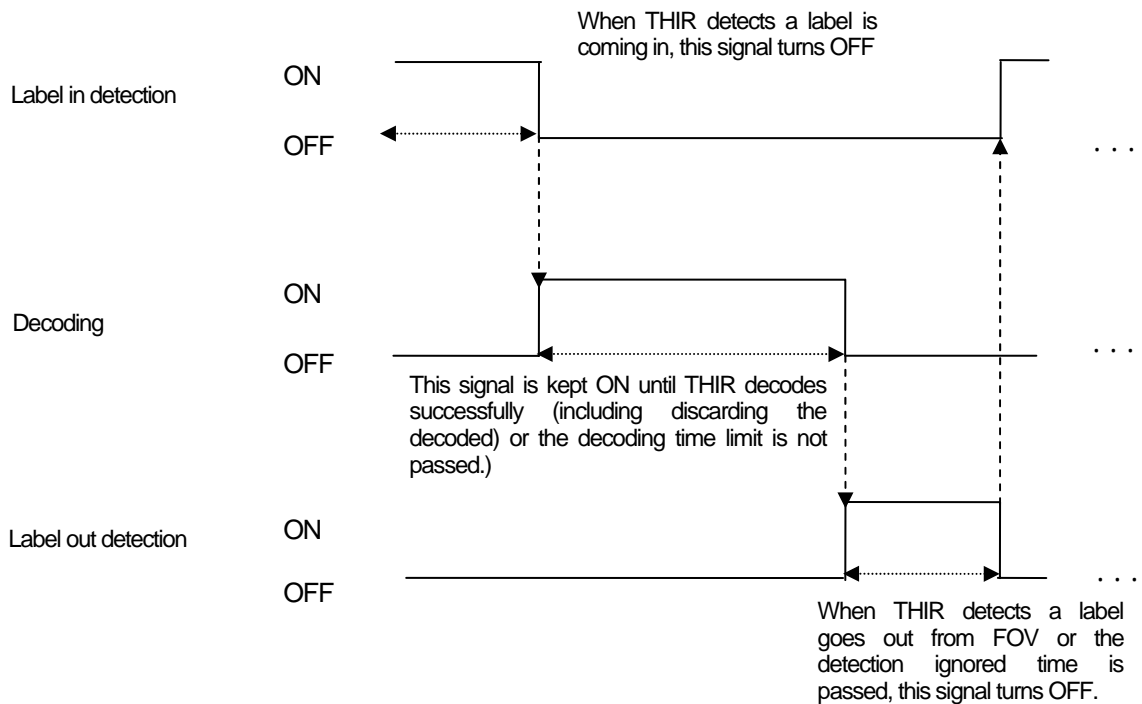 When THIR detects a label is
coming in, this signal turns OFF
ON
Label in detection
OFF
. . .
ON
Decoding
OFF
. . .
This signal is kept ON until THIR decodes
successfully (including discarding the
decoded) or the decoding time limit is not
passed.)
ON
Label out detection
OFF
. . .
When THIR detects a label
goes out from FOV or the
detection ignored time is
passed, this signal turns OFF.